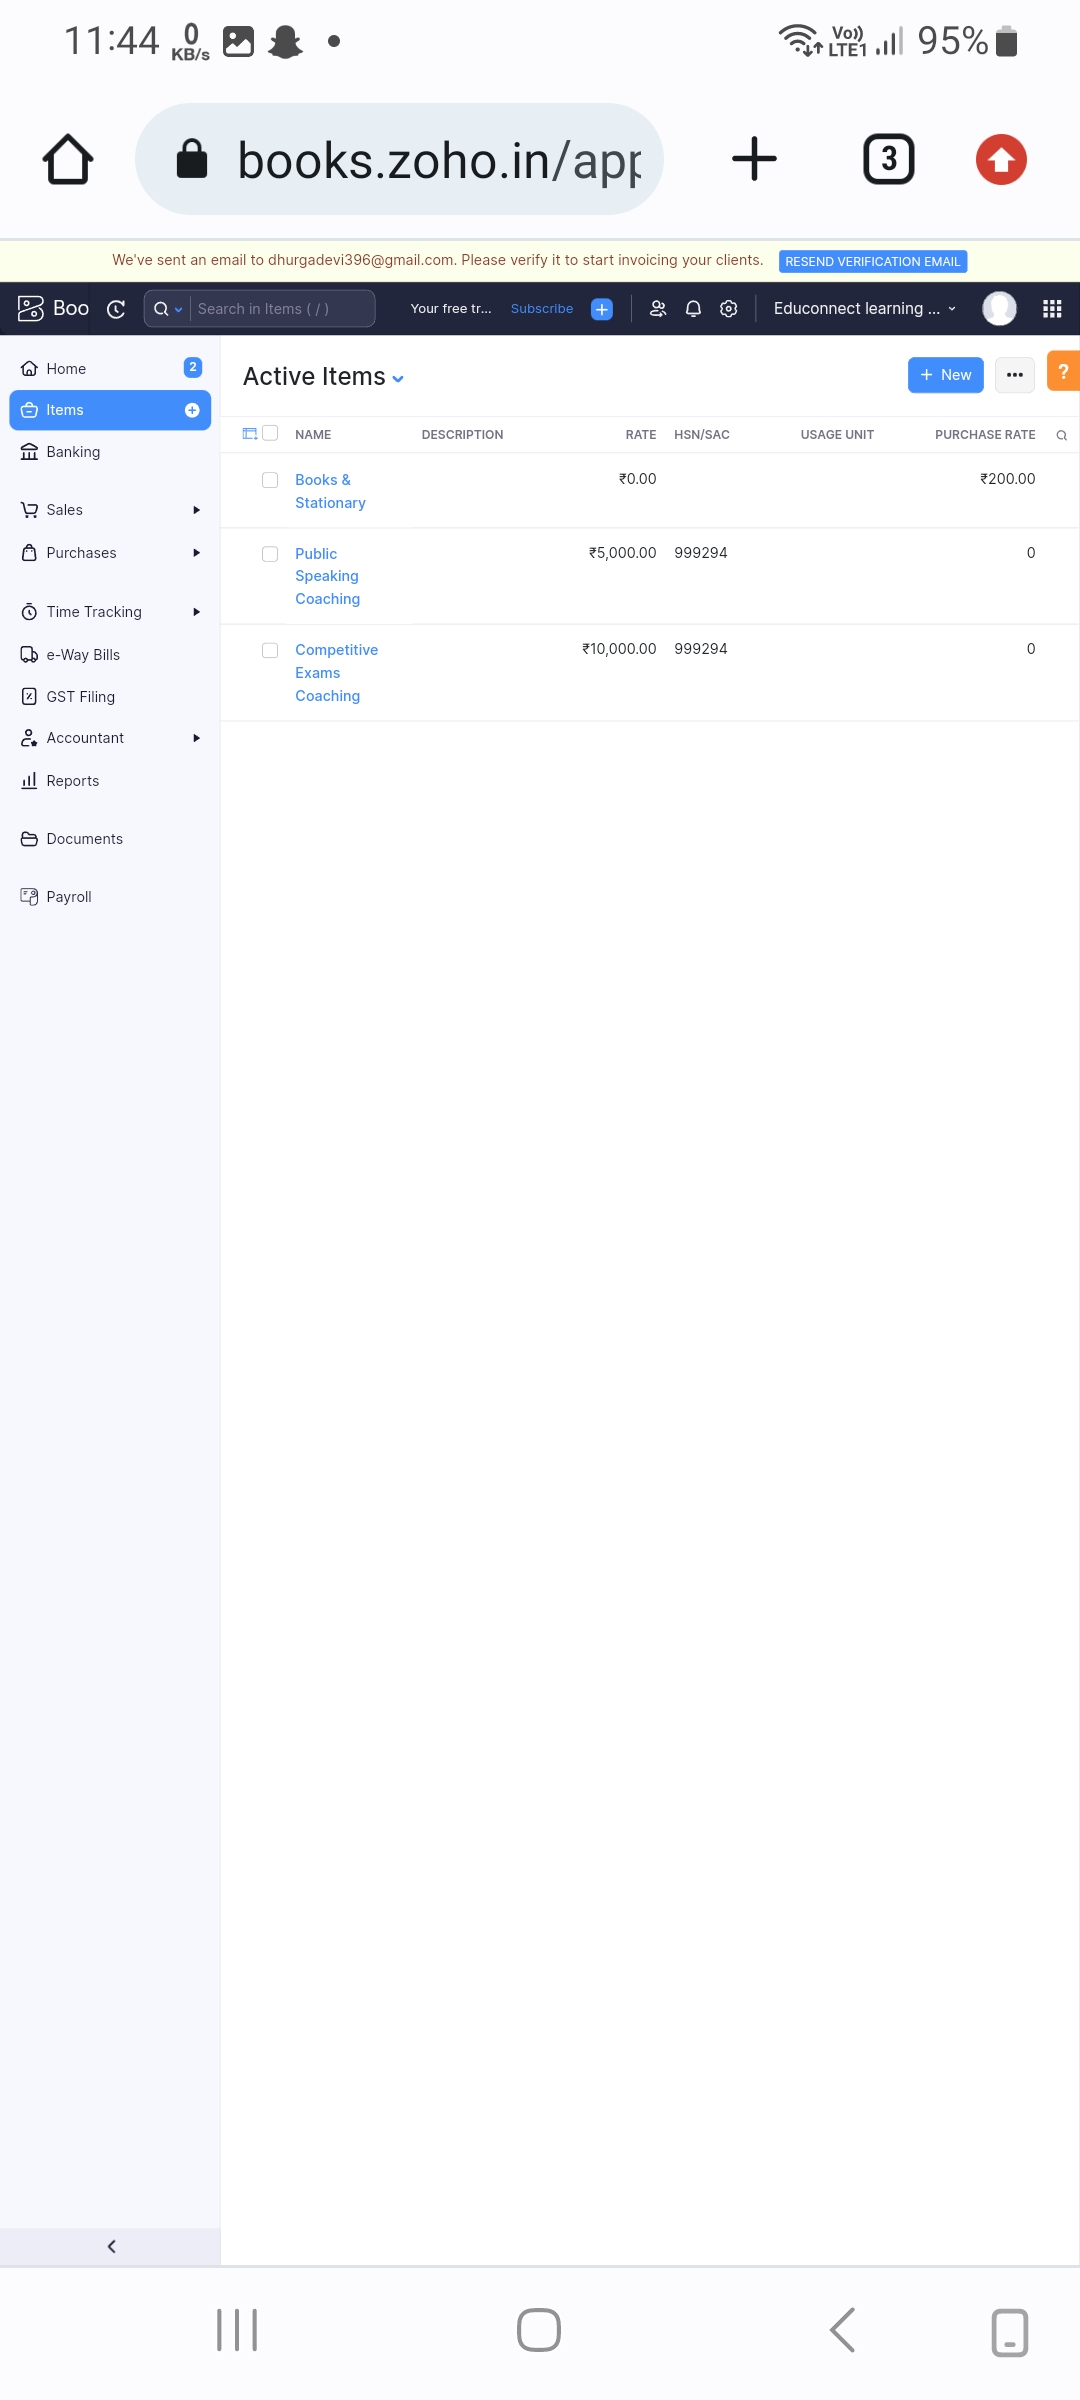 11:44 0 KB/s Vo)) LTE1 95%
books.zoho.in/app 3
We've sent an email to dhurgadevi396@gmail.com. Please verify it to start invoicing your clients. RESEND VERIFICATION EMAIL
Boo Search in Items ( / ) Your free tr... Subscribe Educonnect learning ...
Home 2
Items
Banking
Sales
Purchases
Time Tracking
e-Way Bills
GST Filing
Accountant
Reports
Documents
Payroll
Active Items + New ... ?
NAME DESCRIPTION RATE HSN/SAC USAGE UNIT PURCHASE RATE
Books & ₹0.00 ₹200.00
Stationary
Public ₹5,000.00 999294 0
Speaking
Coaching
Competitive ₹10,000.00 999294 0
Exams
Coaching